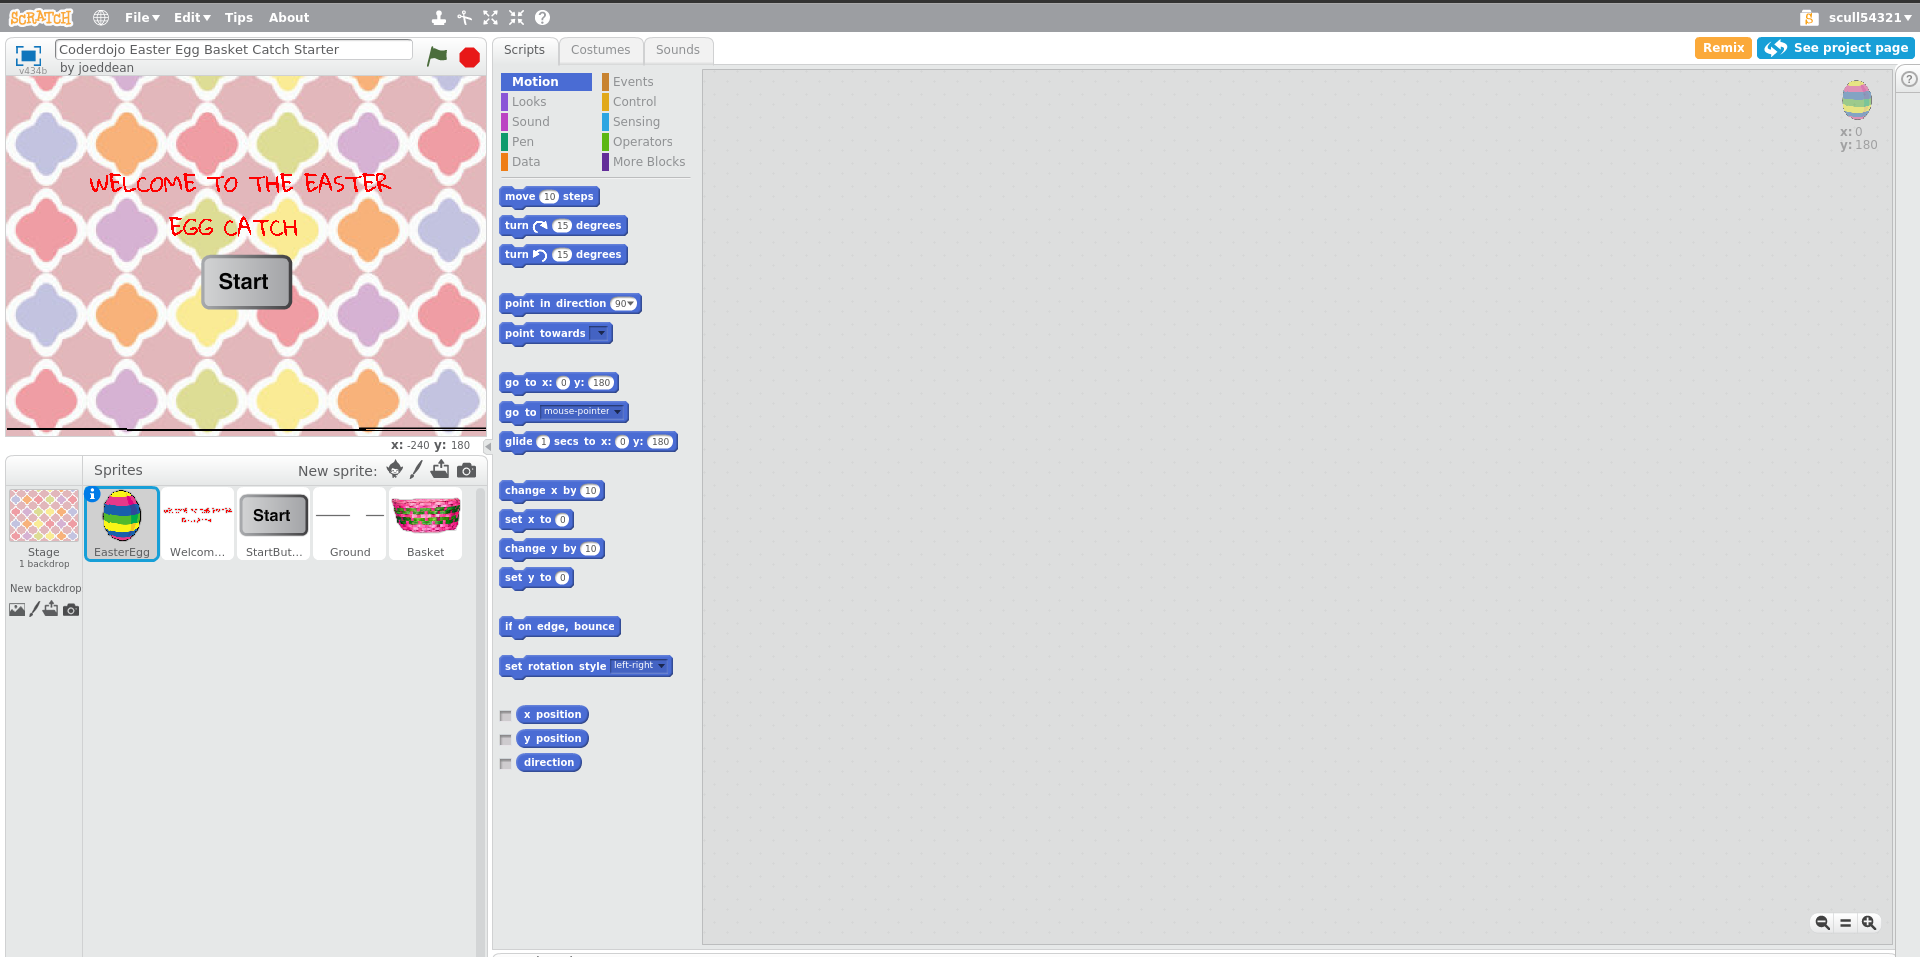 SCRATCH File Edit Tips About scull54321
Coderdojo Easter Egg Basket Catch Starter
v434b by joeddean
Scripts Costumes Sounds Remix See project page
WELCOME TO THE EASTER
EGG CATCH
Start
x: -240 y: 180
Sprites New sprite:
Stage
1 backdrop
New backdrop
EasterEgg Welcom... StartBut... Ground Basket
Start
Motion Events
Looks Control
Sound Sensing
Pen Operators
Data More Blocks
move 10 steps
turn 15 degrees
turn 15 degrees
point in direction 90
point towards
go to x: 0 y: 180
go to mouse-pointer
glide 1 secs to x: 0 y: 180
change x by 10
set x to 0
change y by 10
set y to 0
if on edge, bounce
set rotation style left-right
x position
y position
direction
x: 0
y: 180